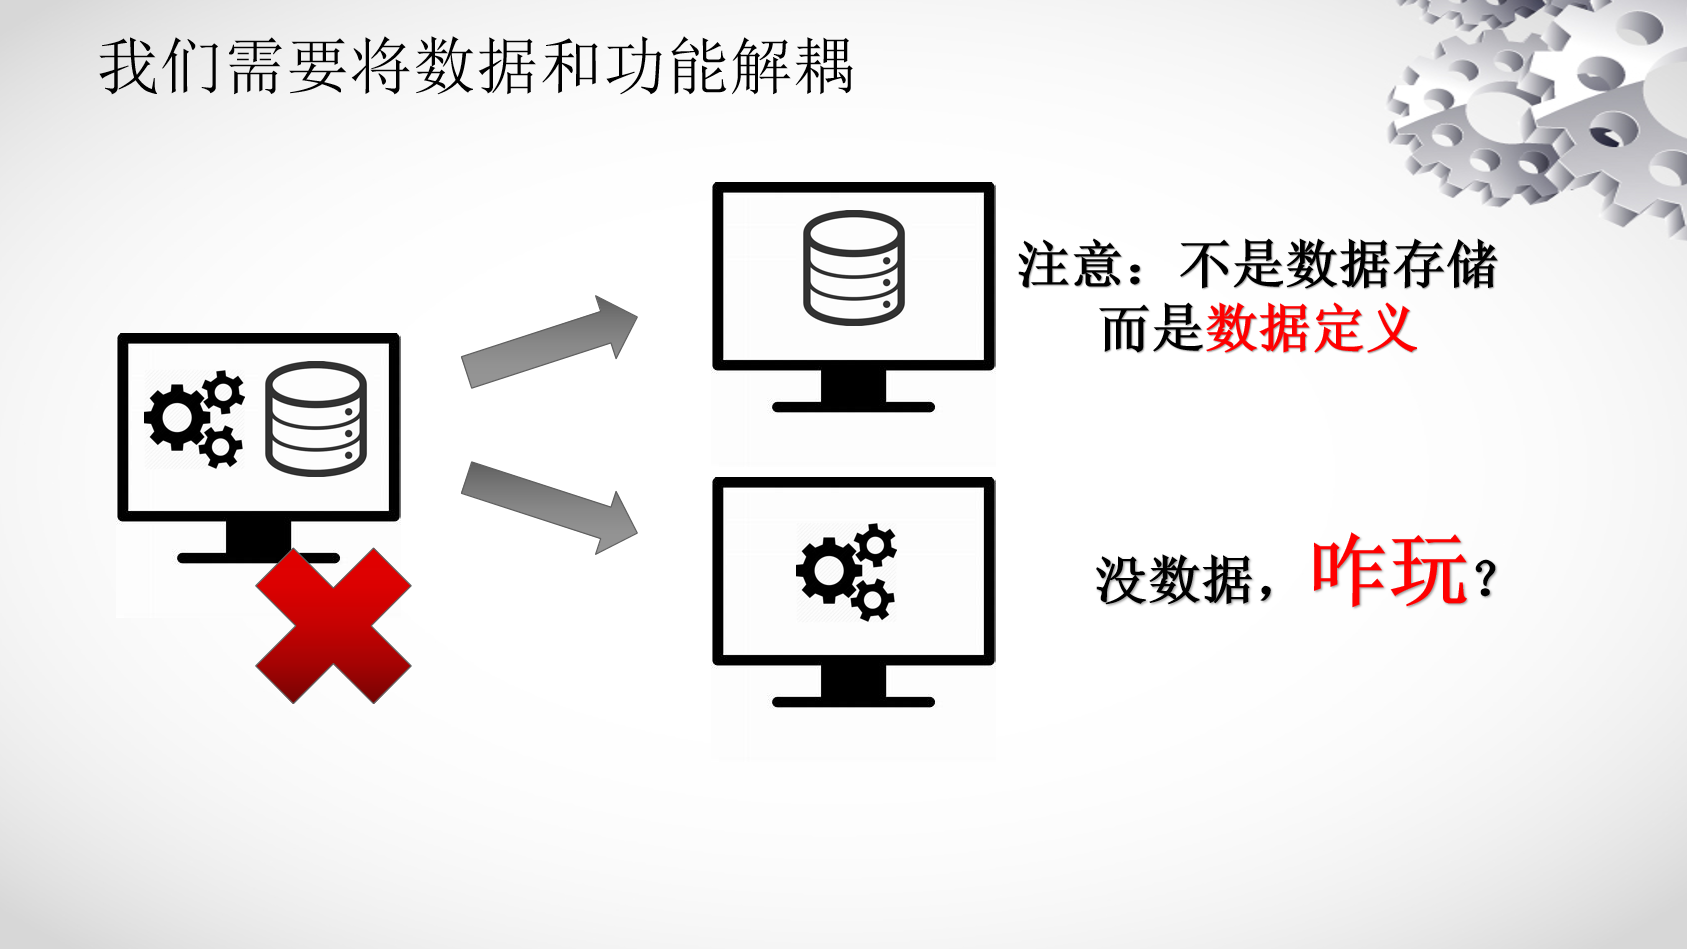 我们需要将数据和功能解耦
注意：不是数据存储
而是数据定义
没数据，咋玩？